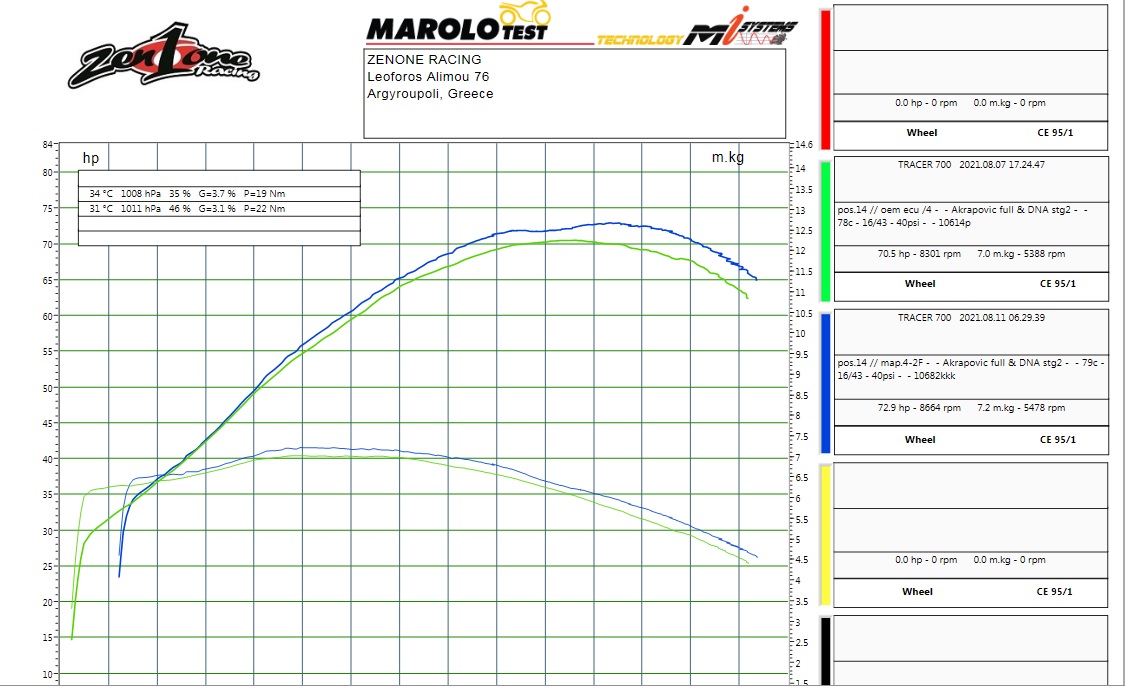 Zen1one
Racing
MAROLO TEST
TECHNOLOGY Mi SYSTEMS
ZENONE RACING
Leoforos Alimou 76
Argyroupoli, Greece
hp
m.kg
34 °C 1008 hPa 35 % G=3.7 % P=19 Nm
31 °C 1011 hPa 46 % G=3.1 % P=22 Nm
84
80
75
70
65
60
55
50
45
40
35
30
25
20
15
10
14.6
14
13.5
13
12.5
12
11.5
11
10.5
10
9.5
9
8.5
8
7.5
7
6.5
6
5.5
5
4.5
4
3.5
3
2.5
2
1.5
0.0 hp - 0 rpm 0.0 m.kg - 0 rpm
Wheel CE 95/1
TRACER 700 2021.08.07 17.24.47
pos.14 // oem ecu /4 - - Akrapovic full & DNA stg2 - -
78c - 16/43 - 40psi - - 10614p
70.5 hp - 8301 rpm 7.0 m.kg - 5388 rpm
Wheel CE 95/1
TRACER 700 2021.08.11 06.29.39
pos.14 // map.4-2F - - Akrapovic full & DNA stg2 - - 79c -
16/43 - 40psi - - 10682kkk
72.9 hp - 8664 rpm 7.2 m.kg - 5478 rpm
Wheel CE 95/1
0.0 hp - 0 rpm 0.0 m.kg - 0 rpm
Wheel CE 95/1